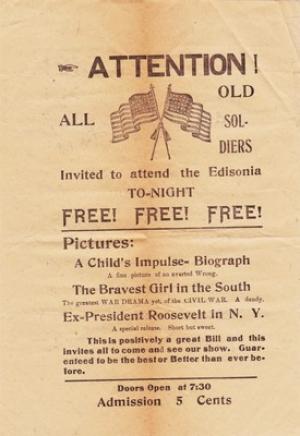 ATTENTION!
ALL OLD SOL-
DIERS
Invited to attend the Edisonia
TO-NIGHT
FREE! FREE! FREE!
Pictures:
A Child's Impulse- Biograph
A fine picture of an averted Wrong.
The Bravest Girl in the South
The greatest WAR DRAMA yet, of the CIVIL WAR. A dandy.
Ex-President Roosevelt in N. Y.
A special release. Short but sweet.
This is positively a great Bill and this
invites all to come and see our show. Guar-
enteed to be the best or Better than ever be-
fore.
Doors Open at 7:30
Admission 5 Cents